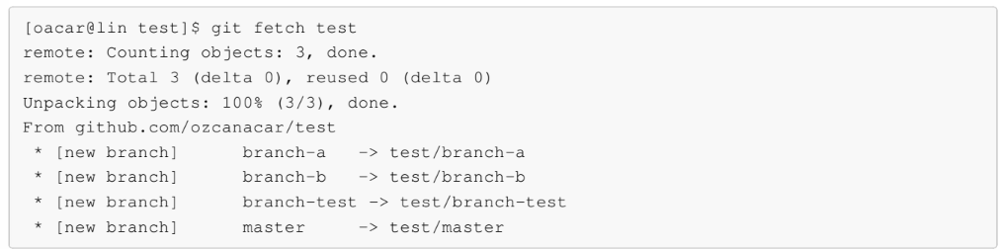 [oacar@lin test]$ git fetch test
remote: Counting objects: 3, done.
remote: Total 3 (delta 0), reused 0 (delta 0)
Unpacking objects: 100% (3/3), done.
From github.com/ozcanacar/test
 * [new branch]      branch-a   -> test/branch-a
 * [new branch]      branch-b   -> test/branch-b
 * [new branch]      branch-test -> test/branch-test
 * [new branch]      master     -> test/master